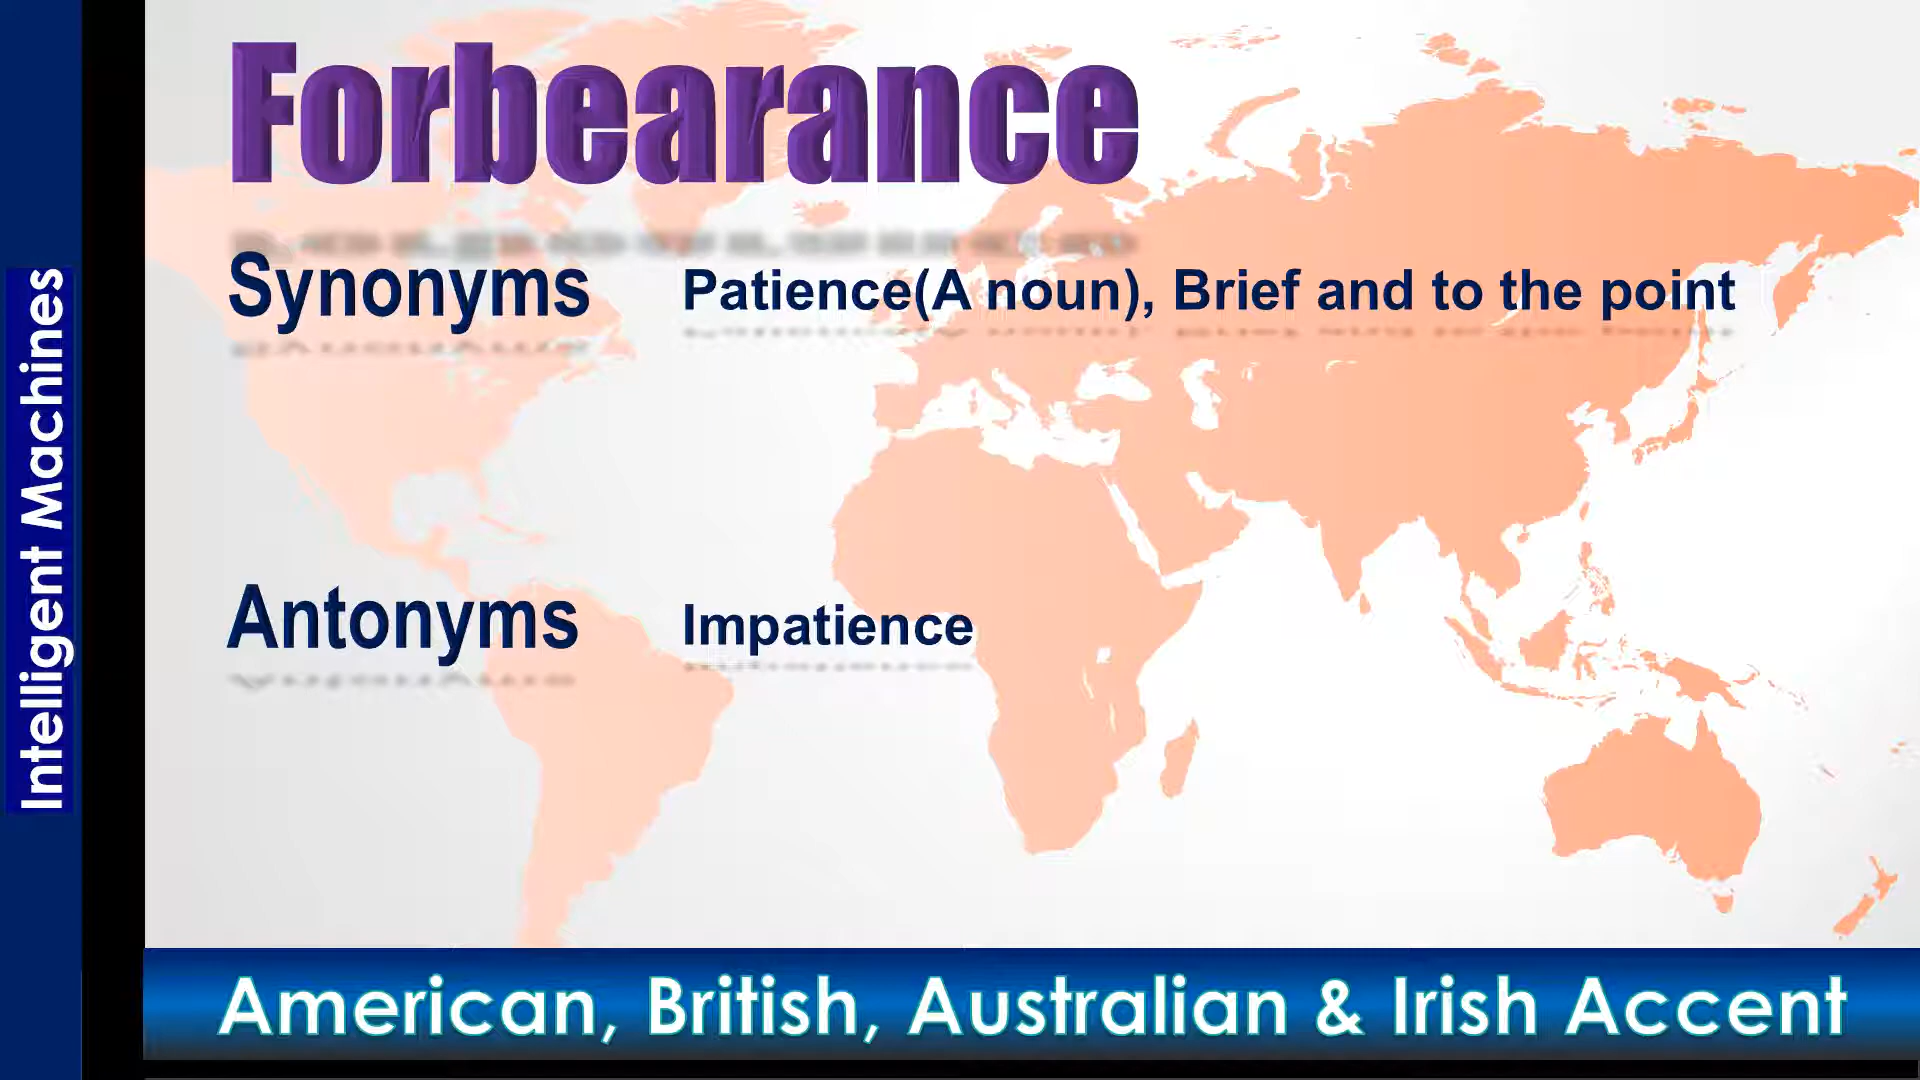 Forbearance
Synonyms Patience(A noun), Brief and to the point
Antonyms Impatience
Intelligent Machines
American, British, Australian & Irish Accent